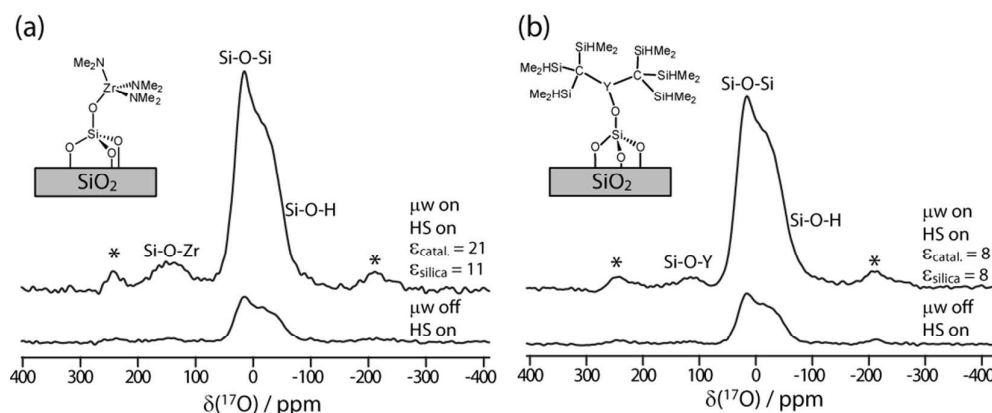 (a)
Me₂N
Zr
NMe₂
NMe₂
O
Si
O
O
O
SiO₂
Si-O-Si
Si-O-H
Si-O-Zr
*
*
μw on
HS on
εcatal. = 21
εsilica = 11
μw off
HS on
400 300 200 100 0 -100 -200 -300 -400
δ(¹⁷O) / ppm
(b)
SiHMe₂
SiHMe₂
Me₂HSi
C
C
SiHMe₂
Me₂HSi
Y
SiHMe₂
O
Si
O
O
O
SiO₂
Si-O-Si
Si-O-H
Si-O-Y
*
*
μw on
HS on
εcatal. = 8
εsilica = 8
μw off
HS on
400 300 200 100 0 -100 -200 -300 -400
δ(¹⁷O) / ppm